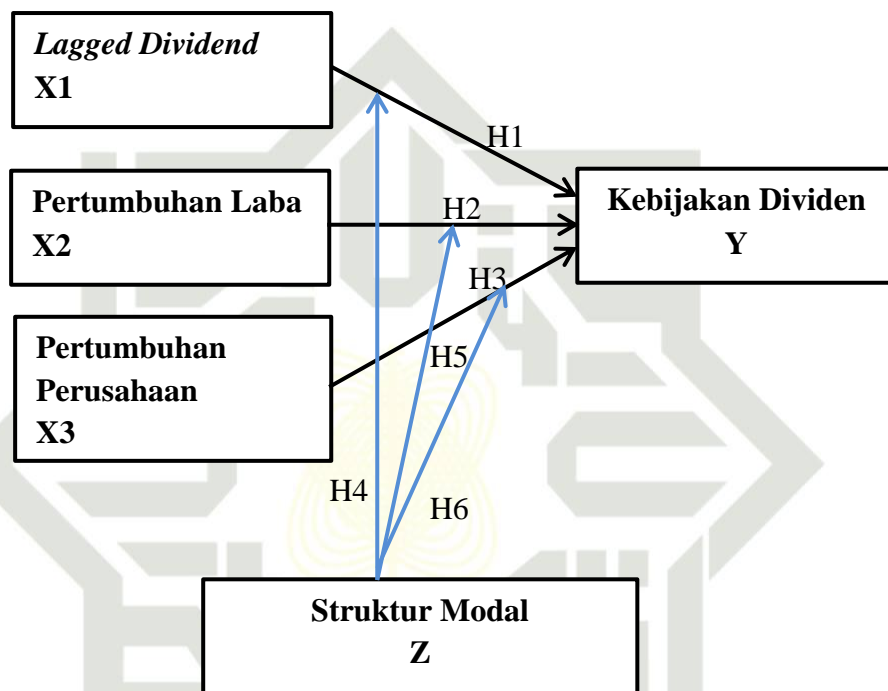 Lagged Dividend
X1
H1
Pertumbuhan Laba
X2
H2
Kebijakan Dividen
Y
H3
Pertumbuhan
Perusahaan
X3
H5
H4
H6
Struktur Modal
Z